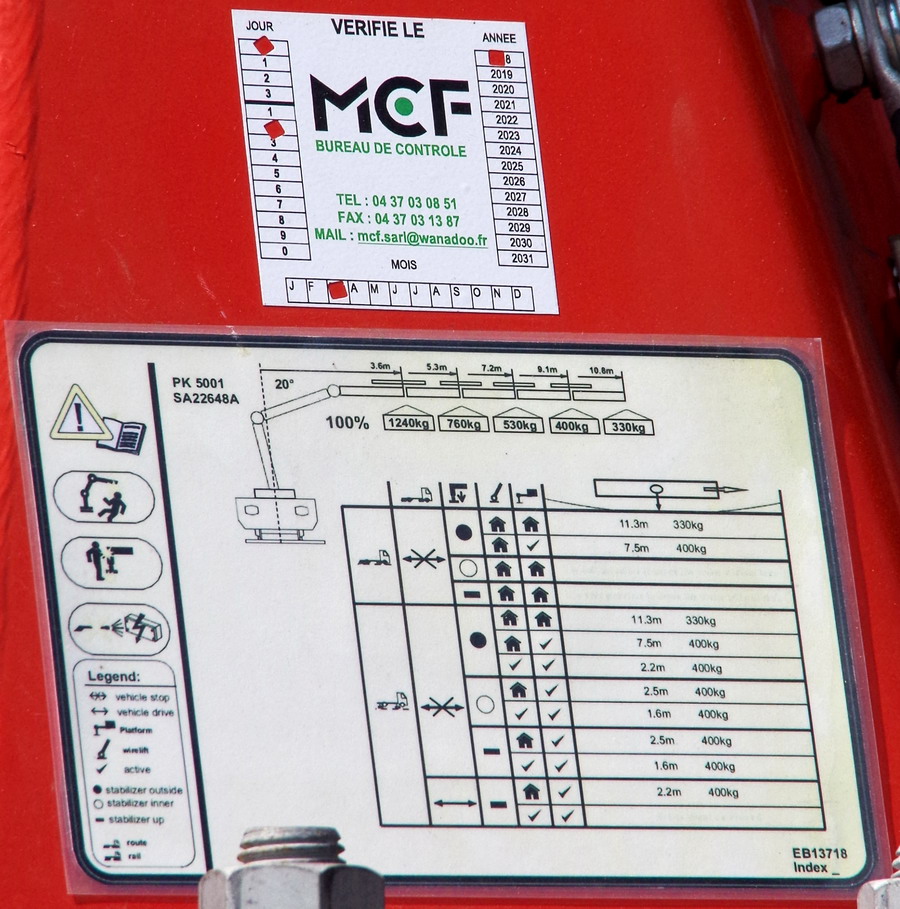 JOUR
VERIFIE LE
ANNEE
1
2
3
1
3
4
5
6
7
8
9
0
8
2019
2020
2021
2022
2023
2024
2025
2026
2027
2028
2029
2030
2031
MCF
BUREAU DE CONTROLE
TEL : 04 37 03 08 51
FAX : 04 37 03 13 87
MAIL : mcf.sarl@wanadoo.fr
MOIS
J F A M J J A S O N D
PK 5001
SA22648A
20°
3.6m 5.3m 7.2m 9.1m 10.8m
100% 1240kg 760kg 530kg 400kg 330kg
11.3m 330kg
7.5m 400kg
11.3m 330kg
7.5m 400kg
2.2m 400kg
2.5m 400kg
1.6m 400kg
2.5m 400kg
1.6m 400kg
2.2m 400kg
Legend:
vehicle stop
vehicle drive
Platform
wirelift
active
stabilizer outside
stabilizer inner
stabilizer up
route
rail
EB13718
Index _